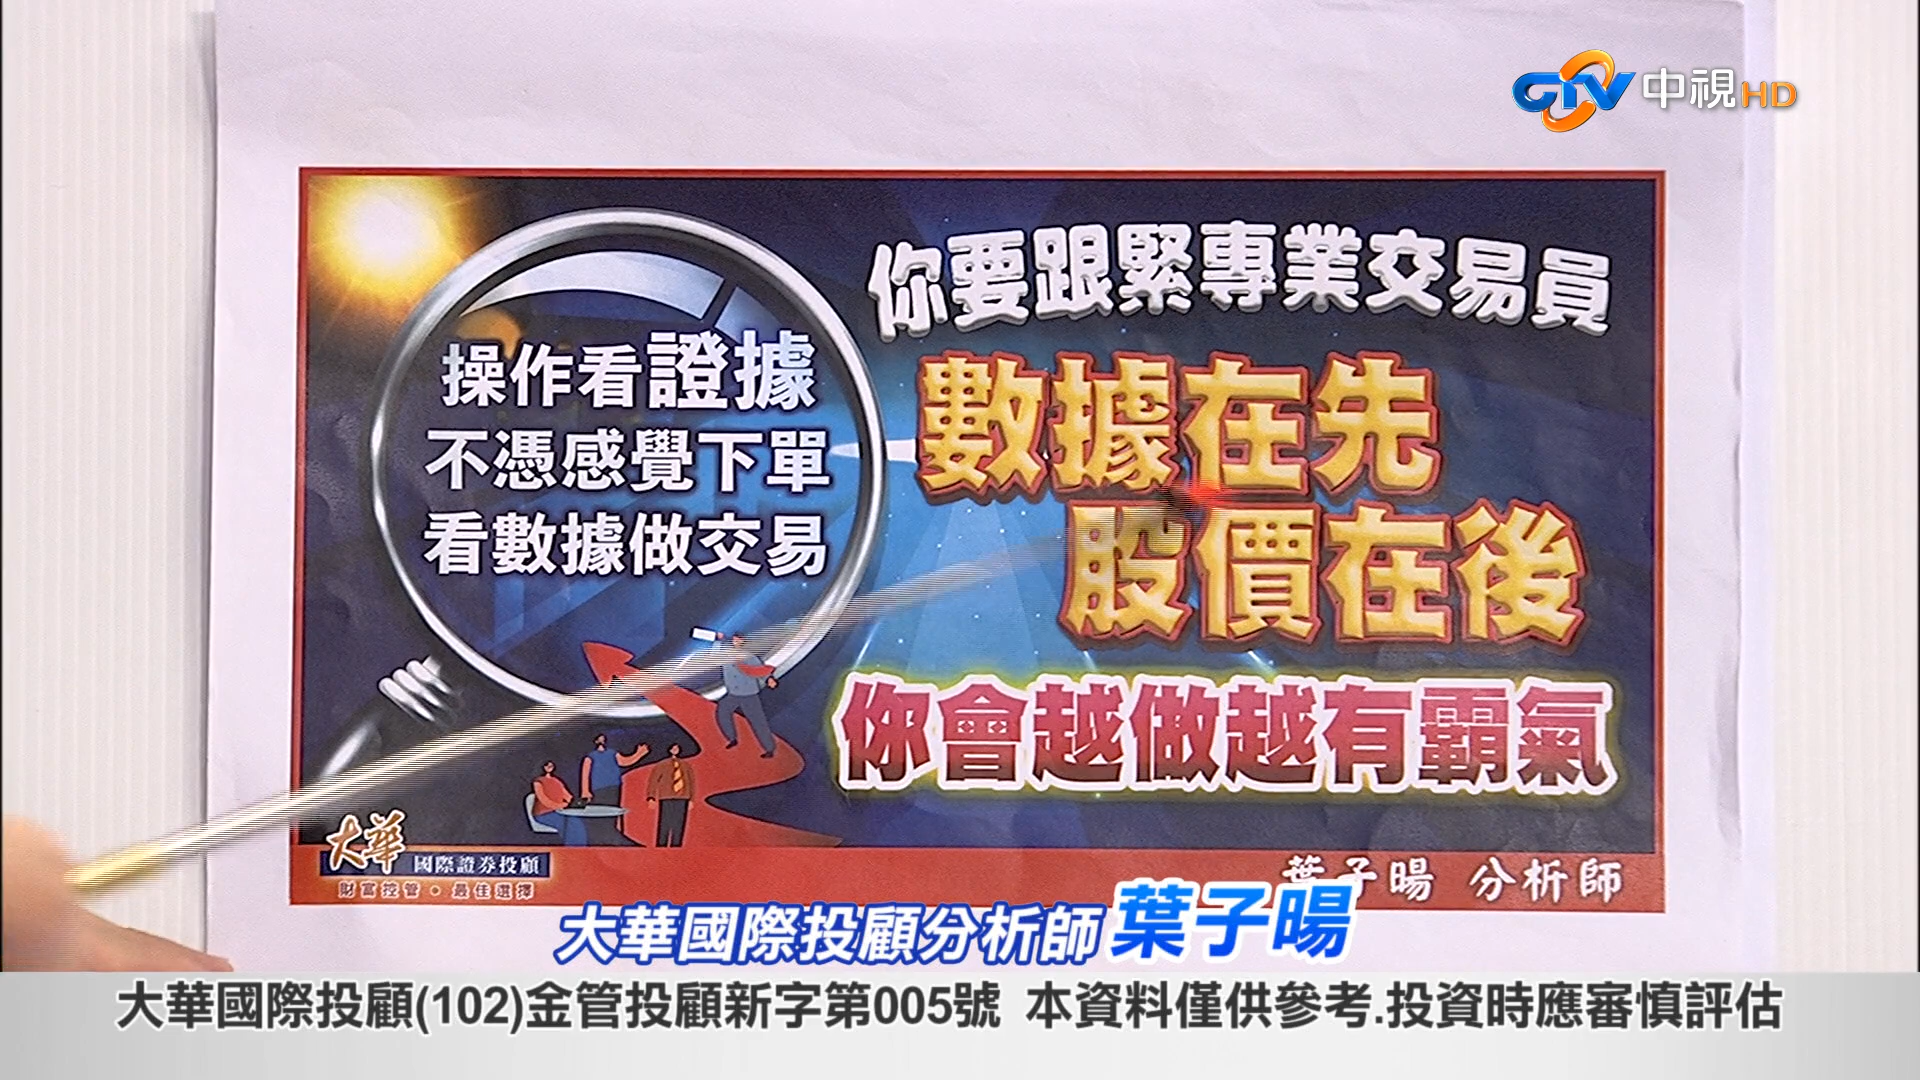 CTV 中視 HD
你要跟緊專業交易員
操作看證據
不憑感覺下單
看數據做交易
數據在先
股價在後
你會越做越有霸氣
大華 國際證券投顧
財富控管。最佳選擇
葉子暘 分析師
大華國際投顧分析師 葉子暘
大華國際投顧(102)金管投顧新字第005號 本資料僅供參考.投資時應審慎評估